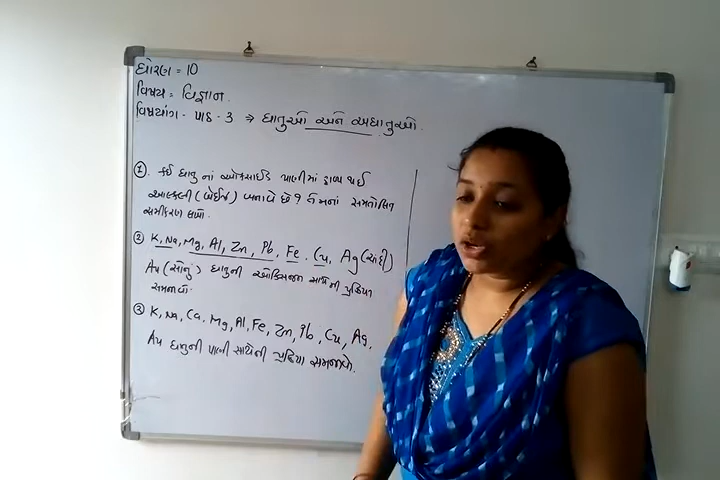 ધોરણ = 10
વિષય = વિજ્ઞાન.
વિષયાંગ - પાઠ - 3 ⇒ ધાતુઓ અને અધાતુઓ.
① . કઈ ધાતુ નાં ઓક્સાઈડ પાણીમાં દ્રાવ્ય થઈ
આલ્કલી (બેઈજ) બનાવે છે ? તેમનાં સમતોલિત
સમીકરણ લખો.
② K, Na, Mg, Al, Zn, Pb, Fe. Cu, Ag (ચાંદી)
Au (સોનું) ધાતુની ઓક્સિજન સાથેની પ્રક્રિયા
સમજાવો.
③ K, Na, Ca, Mg, Al, Fe, Zn, Pb, Cu, Ag,
Au ધાતુની પાણી સાથેની પ્રક્રિયા સમજાવો.